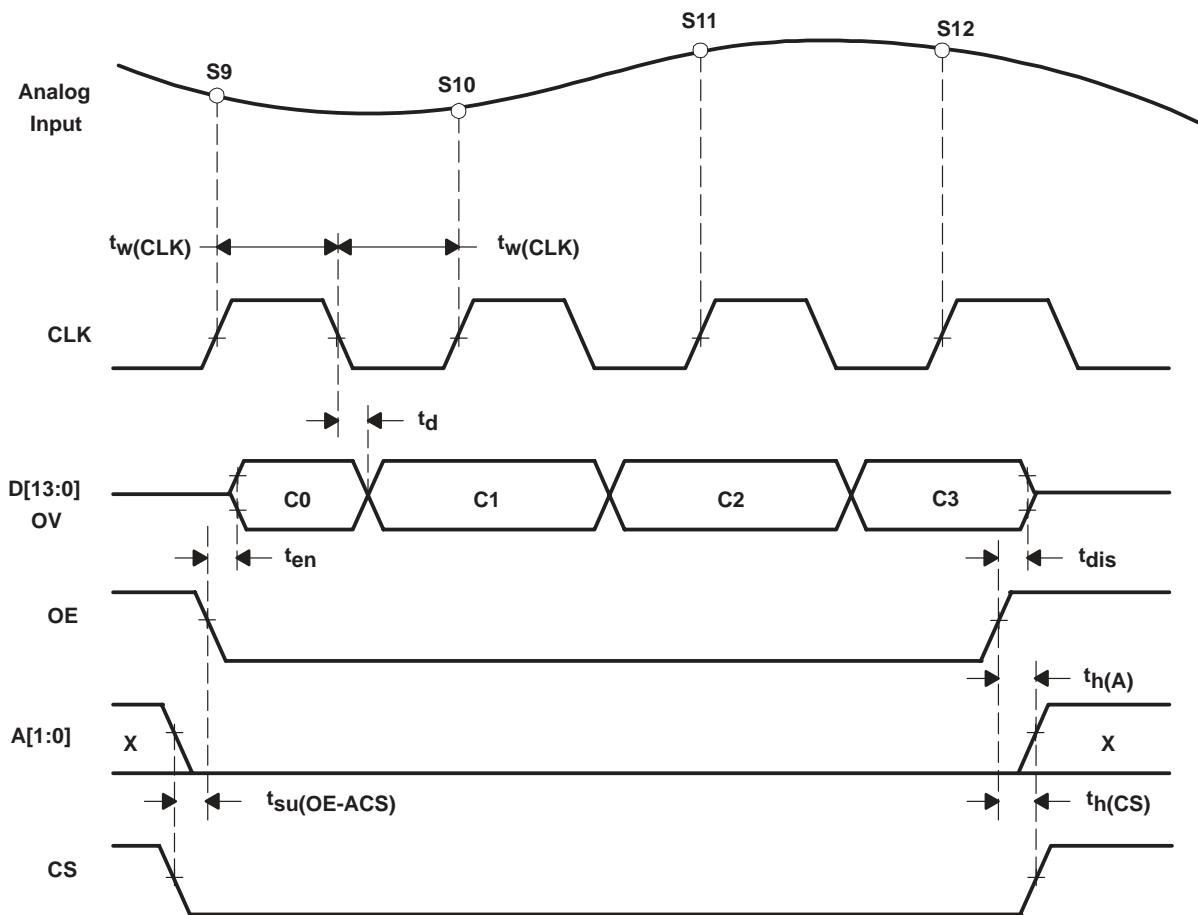 S11
S12
S9
S10
Analog
Input
tw(CLK)
tw(CLK)
CLK
td
D[13:0]
OV
C0
C1
C2
C3
ten
tdis
OE
th(A)
A[1:0]
X
X
tsu(OE-ACS)
th(CS)
CS